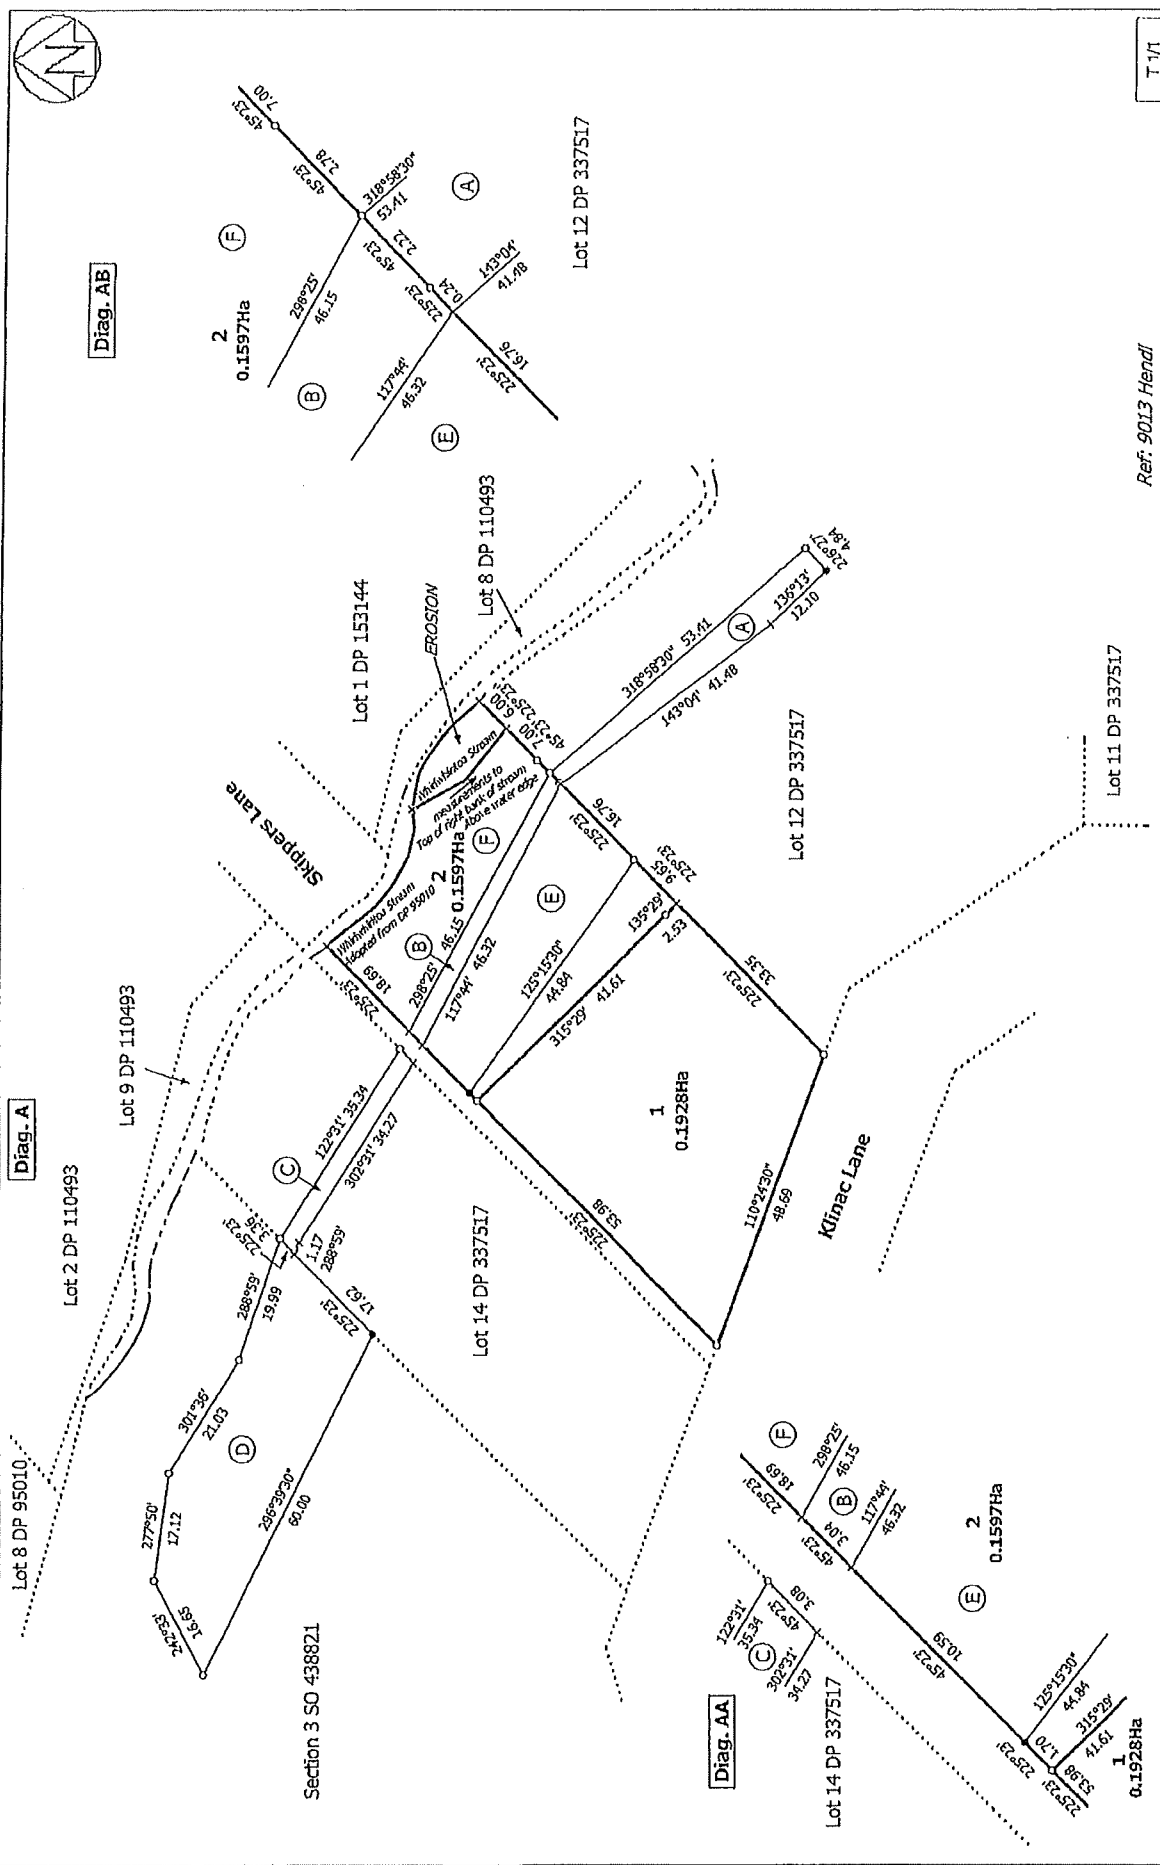 N
Diag. A
Diag. AB
Lot 8 DP 95010
Lot 2 DP 110493
Lot 9 DP 110493
Skippers Lane
Lot 1 DP 153144
EROSION
Lot 8 DP 110493
242°33'
16.65
277°50'
17.12
301°36'
21.03
288°59'
19.99
225°23'
3.36
1.17
288°59'
225°23'
17.62
296°39'30"
60.00
D
C
122°31' 35.34
302°31' 34.27
Section 3 SO 438821
Lot 14 DP 337517
225°23'
18.69
Whiriwhiritoa Stream
Adopted from DP 95010
Whiriwhiritoa Stream
measurements to
Top of right bank of stream
Above water edge
2
0.1597Ha
F
B
E
298°25'
46.15
117°44'
46.32
6.00
225°23'
7.00
45°23'
225°23'
16.76
225°23'
9.65
135°29'
2.53
125°15'30"
44.84
315°29'
41.61
225°23'
33.35
225°23'
53.98
1
0.1928Ha
110°24'30"
48.69
Klinac Lane
318°58'30" 53.41
143°04' 41.48
A
136°13'
12.10
226°27'
4.84
Lot 12 DP 337517
Lot 11 DP 337517
45°23'
7.00
45°23'
2.78
F
2
0.1597Ha
298°25'
46.15
318°58'30"
53.41
A
45°23'
2.22
B
225°23'
0.24
143°04'
41.48
117°44'
46.32
E
225°23'
16.76
Lot 12 DP 337517
Diag. AA
122°31'
35.34
C
302°31'
34.27
45°23'
3.08
Lot 14 DP 337517
225°23'
18.69
F
298°25'
46.15
45°23'
3.04
B
117°44'
46.32
2
0.1597Ha
E
45°23'
10.59
225°23'
1.70
125°15'30"
44.84
315°29'
41.61
225°23'
53.98
1
0.1928Ha
Ref: 9013 Hendl
T 1/1